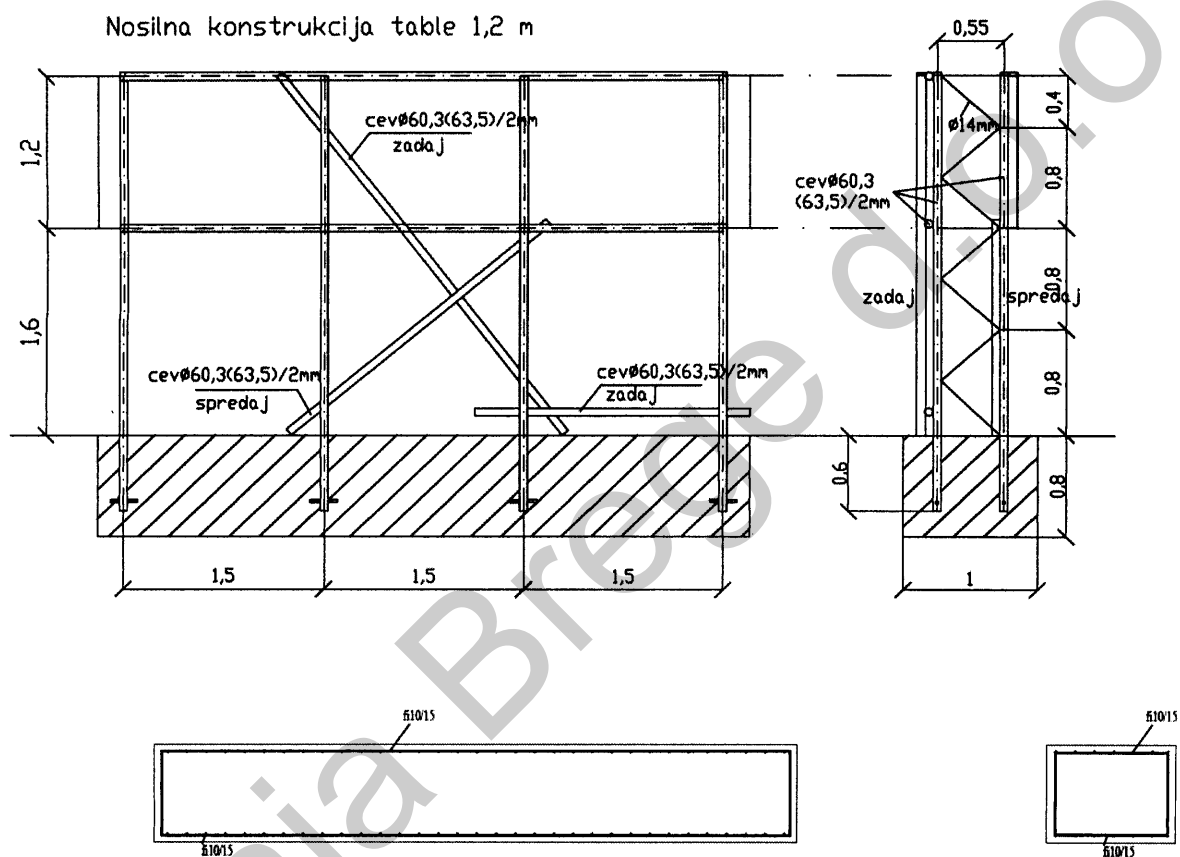 Nosilna konstrukcija table 1,2 m
0,55
cevø60,3(63,5)/2mm
zadaj
ø14mm
0,4
1,2
cevø60,3
(63,5)/2mm
0,8
zadaj
spredaj
0,8
1,6
cevø60,3(63,5)/2mm
spredaj
cevø60,3(63,5)/2mm
zadaj
0,8
0,6
0,8
1,5
1,5
1,5
1
fi10/15
fi10/15
fi10/15
fi10/15
nia Brege d.o.o